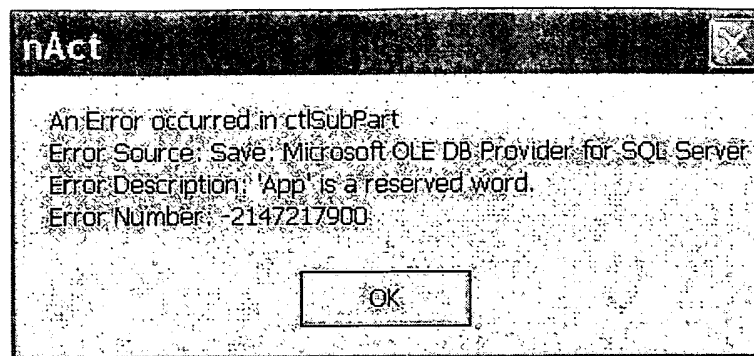 nAct
An Error occurred in ctlSubPart
Error Source: Save: Microsoft OLE DB Provider for SQL Server
Error Description: 'App' is a reserved word.
Error Number: -2147217900
OK